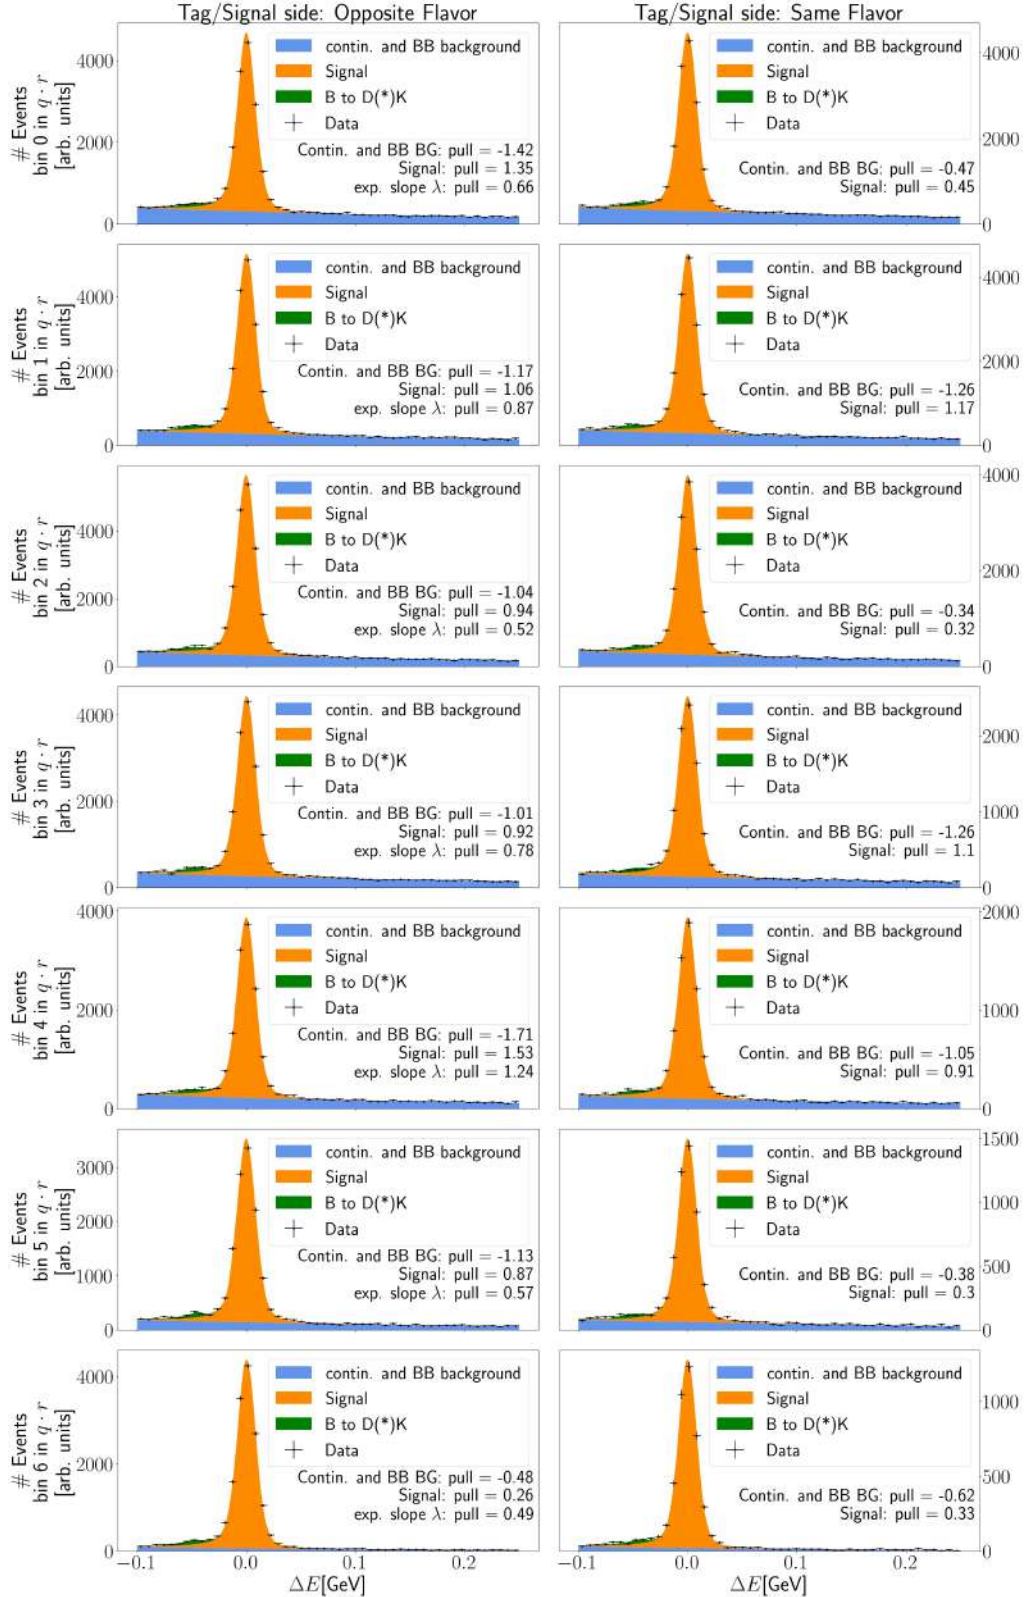 Tag/Signal side: Opposite Flavor
Tag/Signal side: Same Flavor
# Events
bin 0 in q · r
[arb. units]
4000
2000
0
contin. and BB background
Signal
B to D(*)K
Data
Contin. and BB BG: pull = -1.42
Signal: pull = 1.35
exp. slope λ: pull = 0.66
contin. and BB background
Signal
B to D(*)K
Data
Contin. and BB BG: pull = -0.47
Signal: pull = 0.45
4000
2000
0
# Events
bin 1 in q · r
[arb. units]
4000
2000
0
contin. and BB background
Signal
B to D(*)K
Data
Contin. and BB BG: pull = -1.17
Signal: pull = 1.06
exp. slope λ: pull = 0.87
contin. and BB background
Signal
B to D(*)K
Data
Contin. and BB BG: pull = -1.26
Signal: pull = 1.17
4000
2000
0
# Events
bin 2 in q · r
[arb. units]
4000
2000
0
contin. and BB background
Signal
B to D(*)K
Data
Contin. and BB BG: pull = -1.04
Signal: pull = 0.94
exp. slope λ: pull = 0.52
contin. and BB background
Signal
B to D(*)K
Data
Contin. and BB BG: pull = -0.34
Signal: pull = 0.32
4000
2000
0
# Events
bin 3 in q · r
[arb. units]
4000
2000
0
contin. and BB background
Signal
B to D(*)K
Data
Contin. and BB BG: pull = -1.01
Signal: pull = 0.92
exp. slope λ: pull = 0.78
contin. and BB background
Signal
B to D(*)K
Data
Contin. and BB BG: pull = -1.26
Signal: pull = 1.1
2000
1000
0
# Events
bin 4 in q · r
[arb. units]
4000
2000
0
contin. and BB background
Signal
B to D(*)K
Data
Contin. and BB BG: pull = -1.71
Signal: pull = 1.53
exp. slope λ: pull = 1.24
contin. and BB background
Signal
B to D(*)K
Data
Contin. and BB BG: pull = -1.05
Signal: pull = 0.91
2000
1000
0
# Events
bin 5 in q · r
[arb. units]
3000
2000
1000
0
contin. and BB background
Signal
B to D(*)K
Data
Contin. and BB BG: pull = -1.13
Signal: pull = 0.87
exp. slope λ: pull = 0.57
contin. and BB background
Signal
B to D(*)K
Data
Contin. and BB BG: pull = -0.38
Signal: pull = 0.3
1500
1000
500
0
# Events
bin 6 in q · r
[arb. units]
4000
2000
0
contin. and BB background
Signal
B to D(*)K
Data
Contin. and BB BG: pull = -0.48
Signal: pull = 0.26
exp. slope λ: pull = 0.49
contin. and BB background
Signal
B to D(*)K
Data
Contin. and BB BG: pull = -0.62
Signal: pull = 0.33
1000
500
0
−0.1 0.0 0.1 0.2
−0.1 0.0 0.1 0.2
ΔE[GeV]
ΔE[GeV]